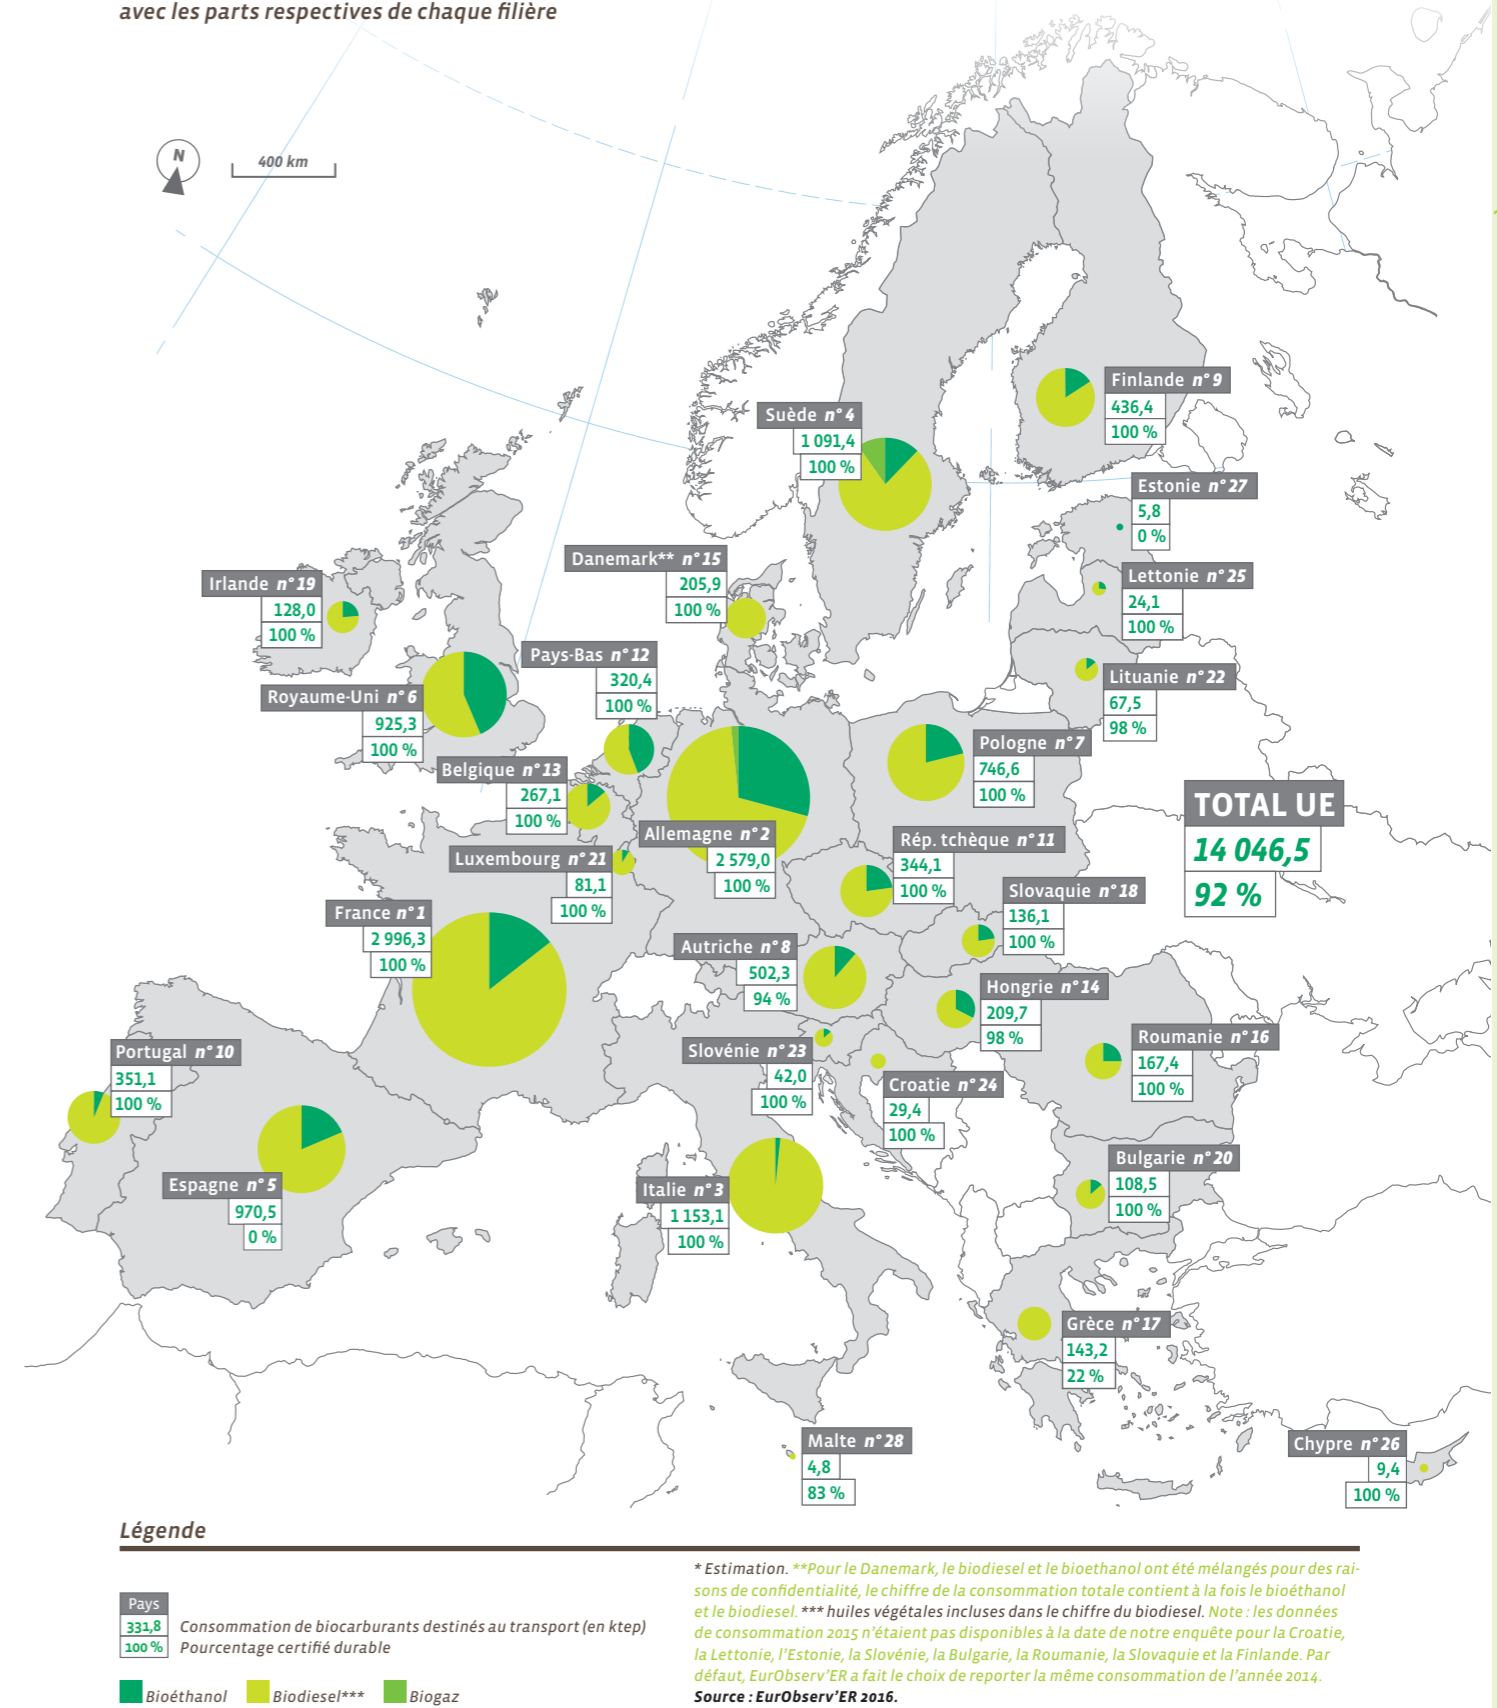 avec les parts respectives de chaque filière
N
400 km
Finlande n° 9
436,4
100 %
Suède n° 4
1 091,4
100 %
Estonie n° 27
5,8
0 %
Danemark** n° 15
205,9
100 %
Lettonie n° 25
24,1
100 %
Irlande n° 19
128,0
100 %
Pays-Bas n° 12
320,4
100 %
Lituanie n° 22
67,5
98 %
Royaume-Uni n° 6
925,3
100 %
Pologne n° 7
746,6
100 %
Belgique n° 13
267,1
100 %
TOTAL UE
14 046,5
92 %
Allemagne n° 2
2 579,0
100 %
Rép. tchèque n° 11
344,1
100 %
Luxembourg n° 21
81,1
100 %
Slovaquie n° 18
136,1
100 %
France n° 1
2 996,3
100 %
Autriche n° 8
502,3
94 %
Hongrie n° 14
209,7
98 %
Roumanie n° 16
167,4
100 %
Portugal n° 10
351,1
100 %
Slovénie n° 23
42,0
100 %
Croatie n° 24
29,4
100 %
Bulgarie n° 20
108,5
100 %
Espagne n° 5
970,5
0 %
Italie n° 3
1 153,1
100 %
Grèce n° 17
143,2
22 %
Malte n° 28
4,8
83 %
Chypre n° 26
9,4
100 %
Légende
Pays
331,8 Consommation de biocarburants destinés au transport (en ktep)
100 % Pourcentage certifié durable
Bioéthanol Biodiesel*** Biogaz
* Estimation. **Pour le Danemark, le biodiesel et le bioethanol ont été mélangés pour des rai-
sons de confidentialité, le chiffre de la consommation totale contient à la fois le bioéthanol
et le biodiesel. *** huiles végétales incluses dans le chiffre du biodiesel. Note : les données
de consommation 2015 n’étaient pas disponibles à la date de notre enquête pour la Croatie,
la Lettonie, l’Estonie, la Slovénie, la Bulgarie, la Roumanie, la Slovaquie et la Finlande. Par
défaut, EurObserv’ER a fait le choix de reporter la même consommation de l’année 2014.
Source : EurObserv’ER 2016.